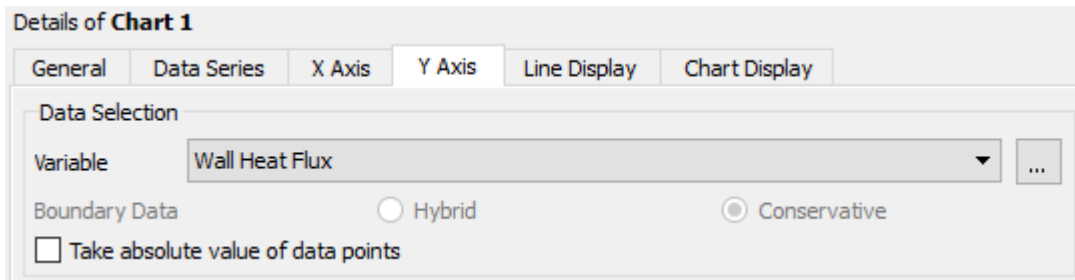 Details of Chart 1
General Data Series X Axis Y Axis Line Display Chart Display
Data Selection
Variable Wall Heat Flux ...
Boundary Data Hybrid Conservative
Take absolute value of data points